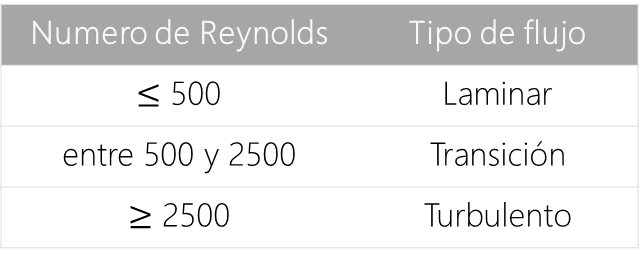 Numero de Reynolds Tipo de flujo
≤ 500 Laminar
entre 500 y 2500 Transición
≥ 2500 Turbulento